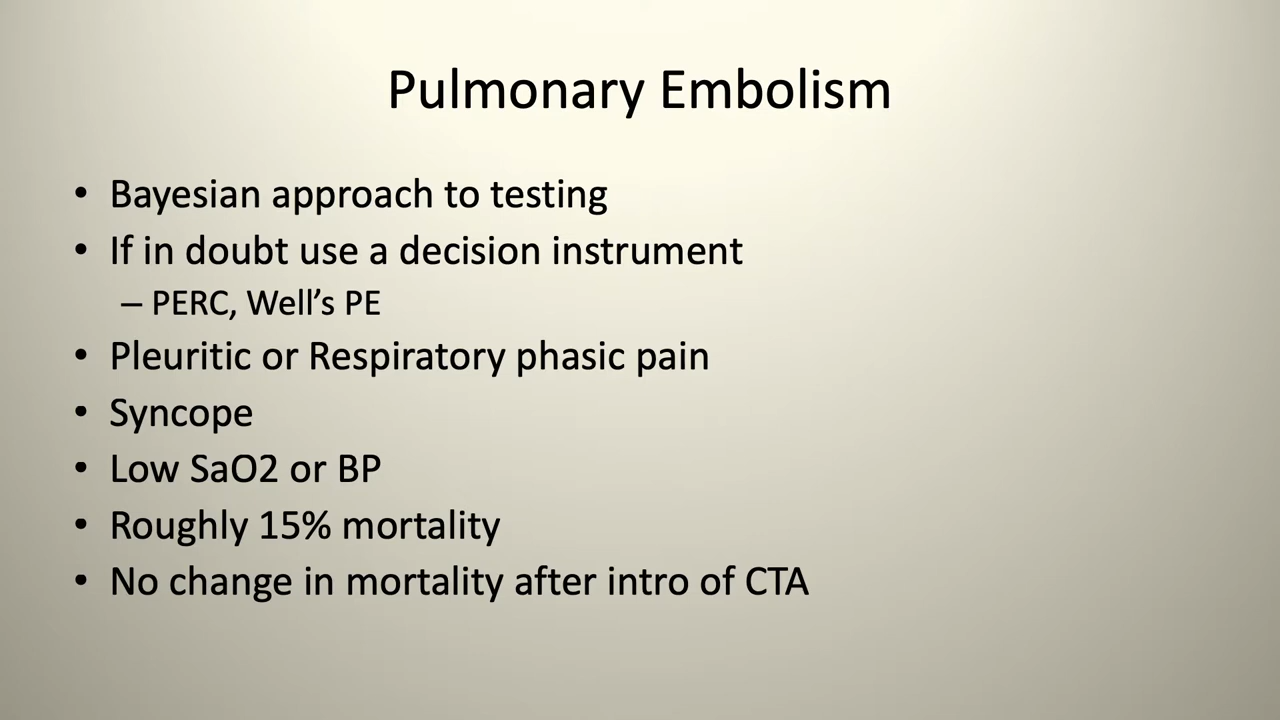 Pulmonary Embolism
• Bayesian approach to testing
• If in doubt use a decision instrument
– PERC, Well's PE
• Pleuritic or Respiratory phasic pain
• Syncope
• Low SaO2 or BP
• Roughly 15% mortality
• No change in mortality after intro of CTA